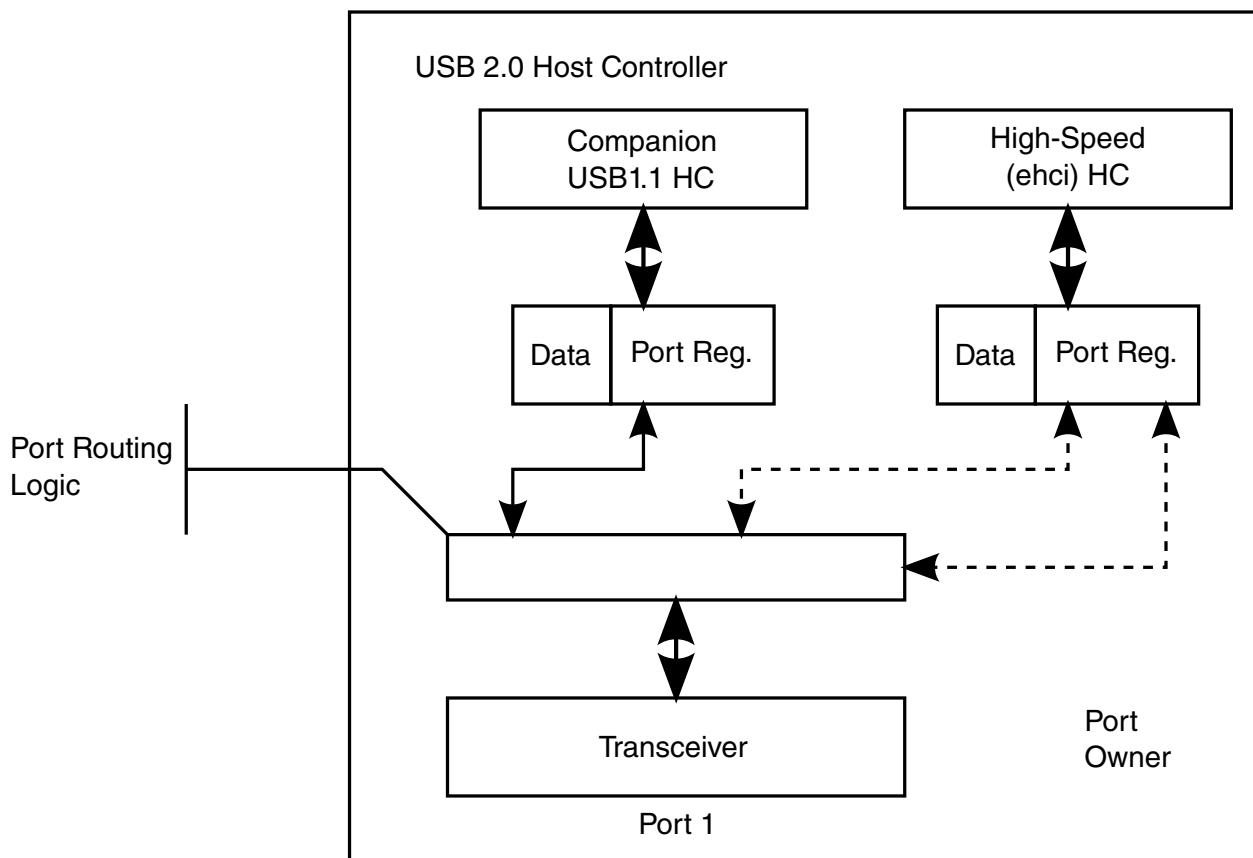 USB 2.0 Host Controller
Companion
USB1.1 HC
High-Speed
(ehci) HC
Data
Port Reg.
Data
Port Reg.
Port Routing
Logic
Transceiver
Port
Owner
Port 1